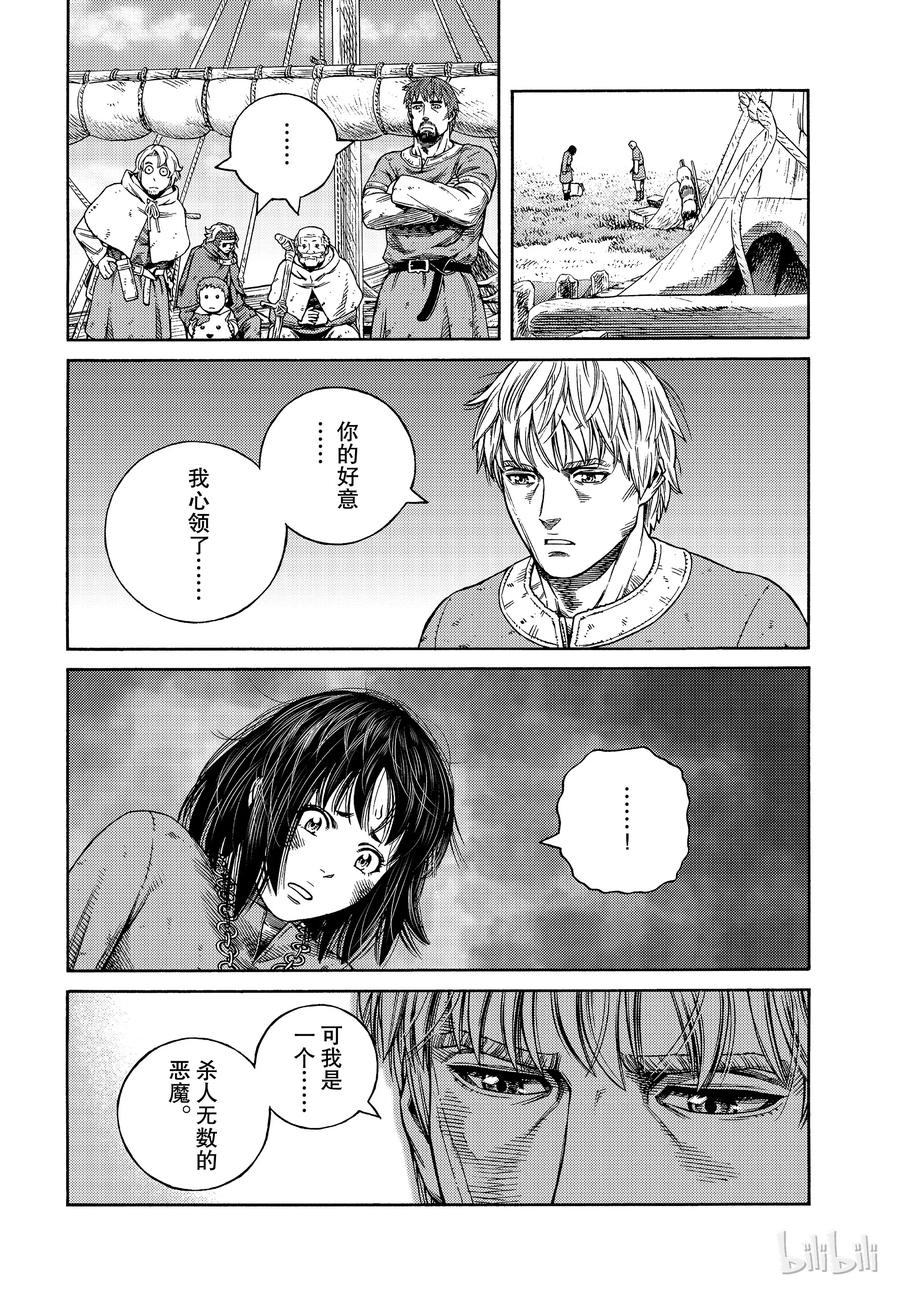 ……
你的好意
……
我心领了……
……！
可我是
一个……
杀人无数的
恶魔。
bilibili